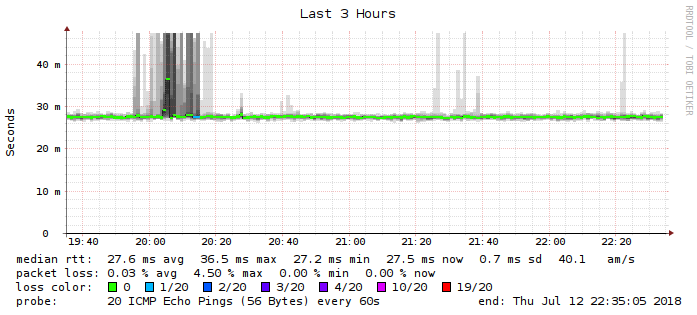 Last 3 Hours
RRDTOOL / TOBI OETIKER
Seconds
40 m
30 m
20 m
10 m
0
19:40 20:00 20:20 20:40 21:00 21:20 21:40 22:00 22:20
median rtt: 27.6 ms avg 36.5 ms max 27.2 ms min 27.5 ms now 0.7 ms sd 40.1 am/s
packet loss: 0.03 % avg 4.50 % max 0.00 % min 0.00 % now
loss color: 0 1/20 2/20 3/20 4/20 10/20 19/20
probe: 20 ICMP Echo Pings (56 Bytes) every 60s end: Thu Jul 12 22:35:05 2018